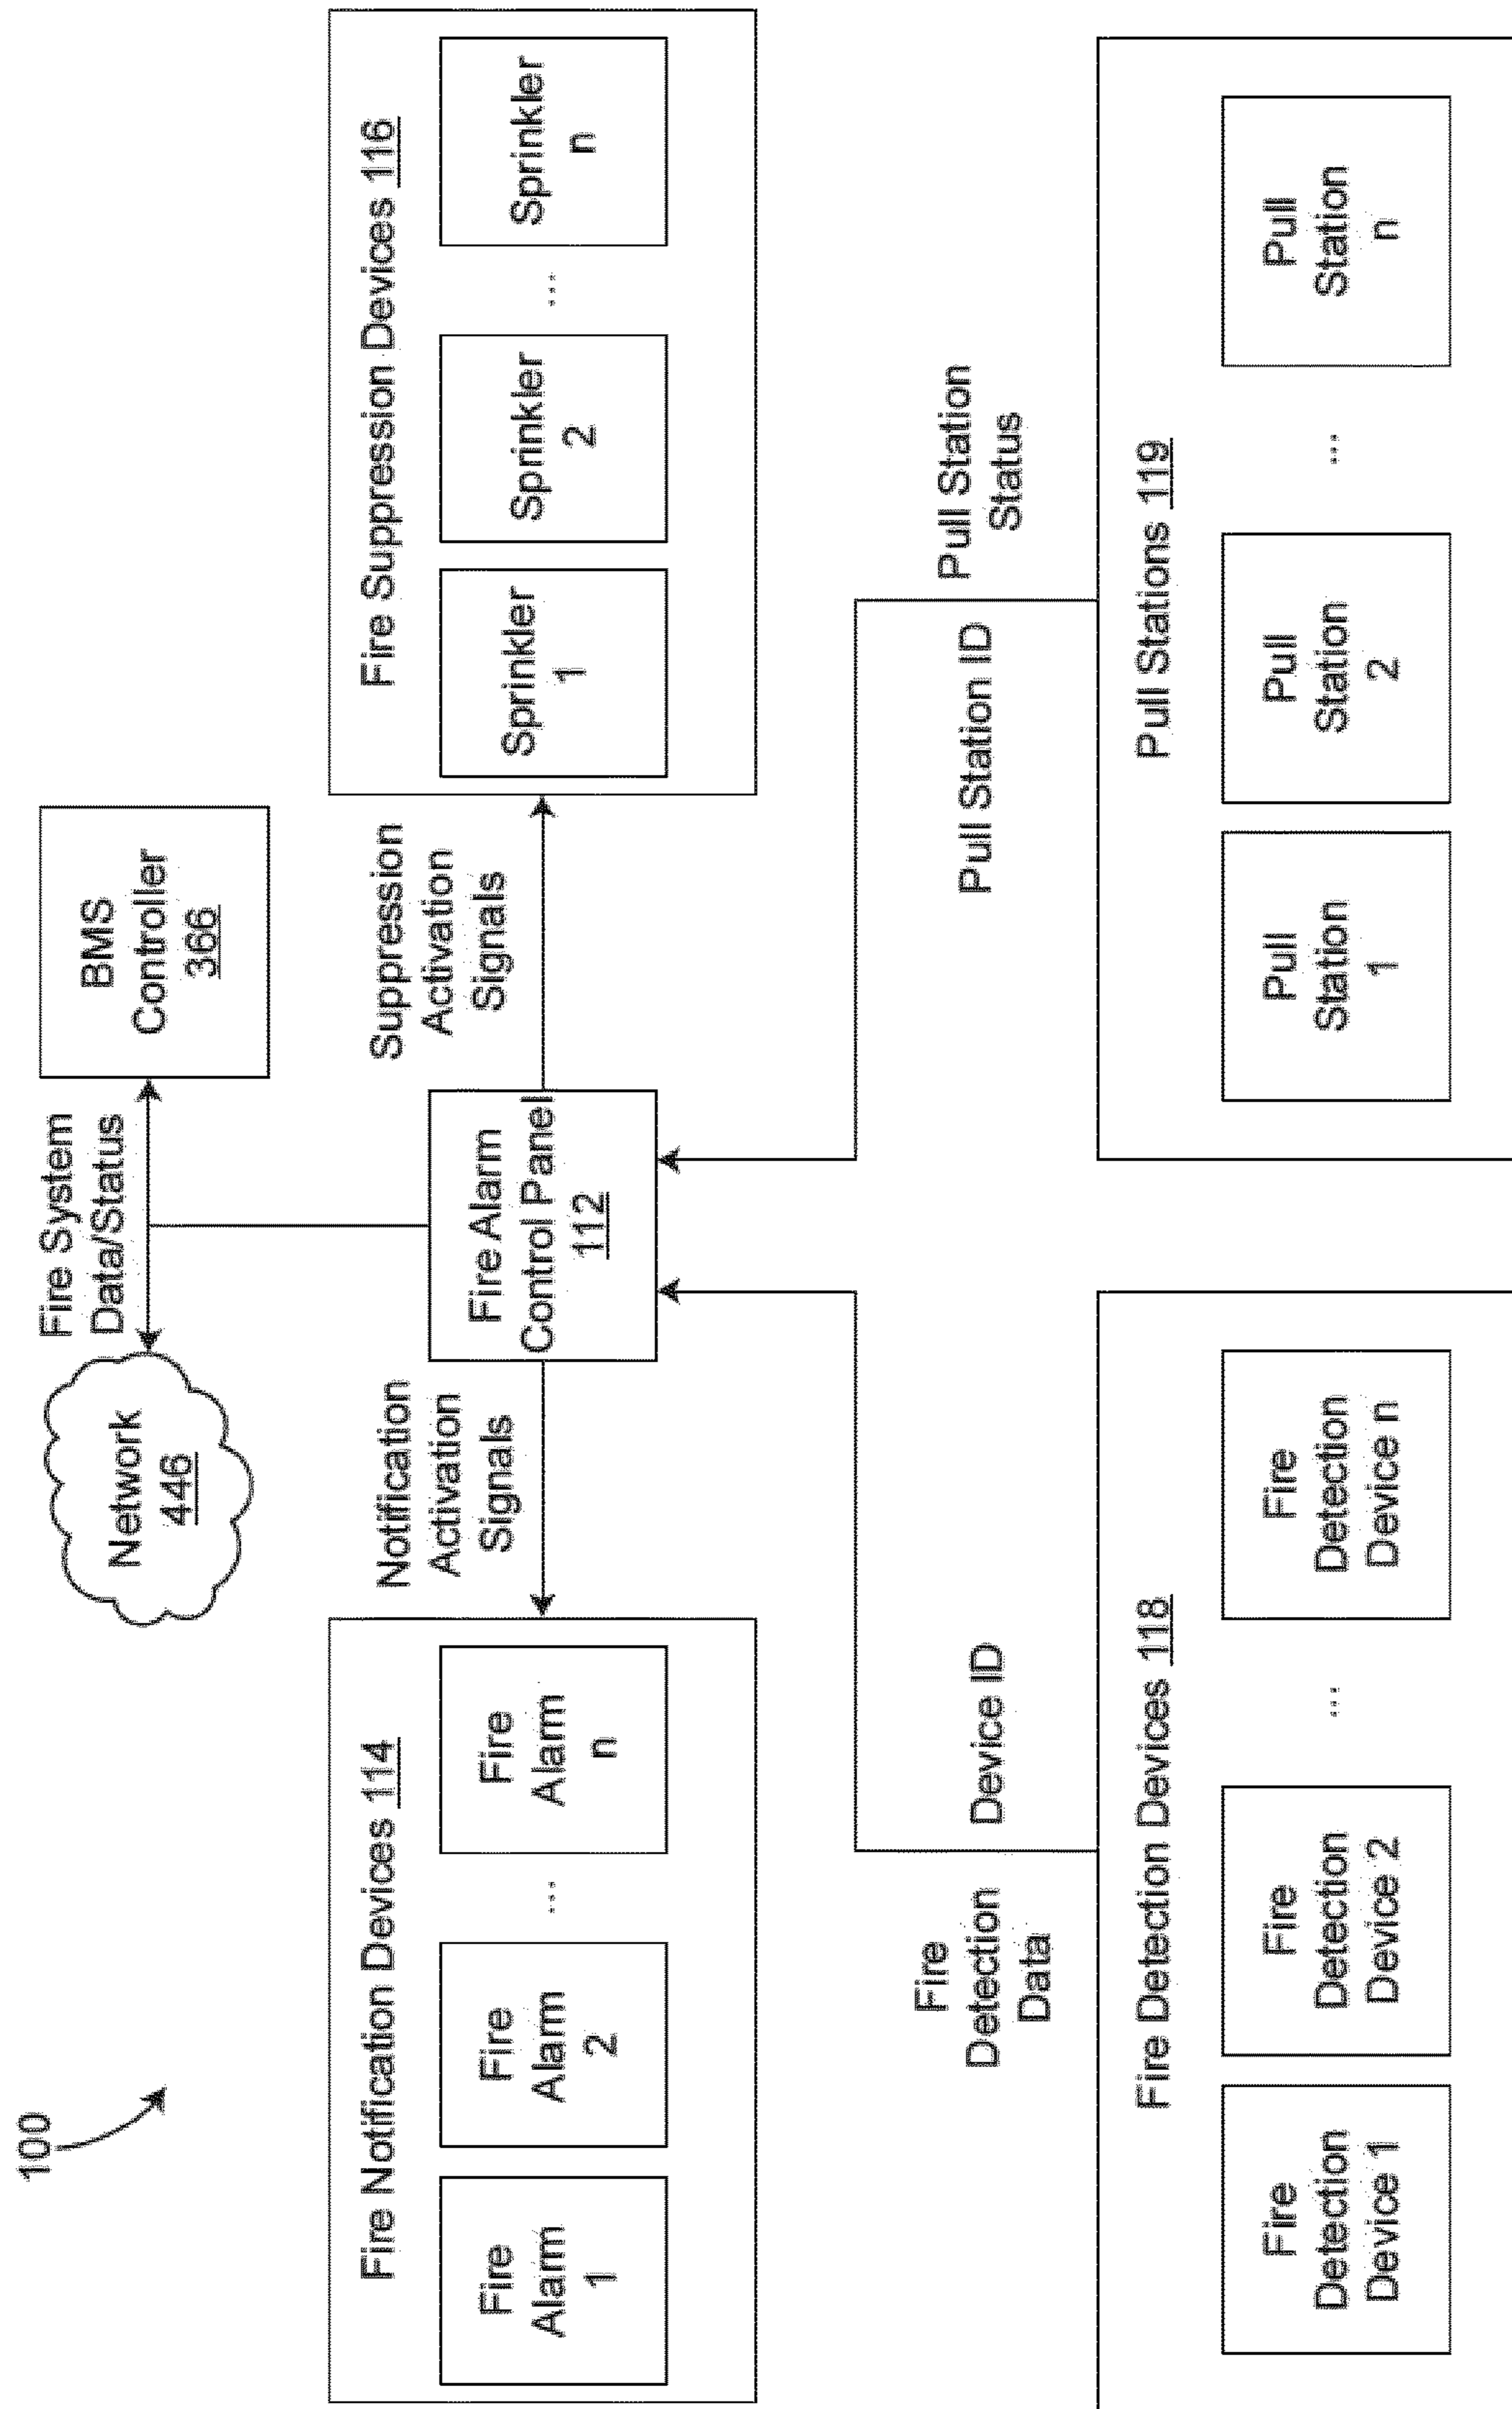 100
Network
446
Fire System
Data/Status
BMS
Controller
366
Fire Notification Devices 114
Fire
Alarm
1
Fire
Alarm
2
...
Fire
Alarm
n
Notification
Activation
Signals
Fire Alarm
Control Panel
112
Suppression
Activation
Signals
Fire Suppression Devices 116
Sprinkler
1
Sprinkler
2
...
Sprinkler
n
Fire
Detection
Data
Device ID
Pull Station ID
Pull Station
Status
Fire Detection Devices 118
Fire
Detection
Device 1
Fire
Detection
Device 2
...
Fire
Detection
Device n
Pull Stations 119
Pull
Station
1
Pull
Station
2
...
Pull
Station
n